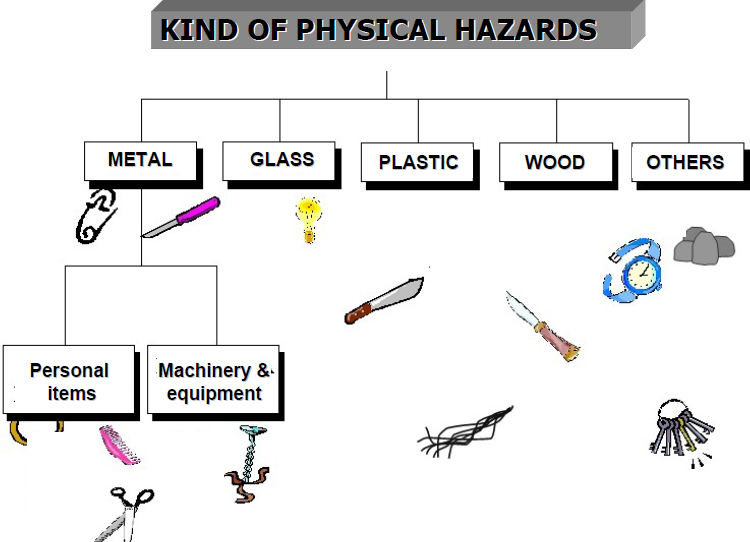 KIND OF PHYSICAL HAZARDS
METAL
GLASS
PLASTIC
WOOD
OTHERS
Personal
items
Machinery &
equipment